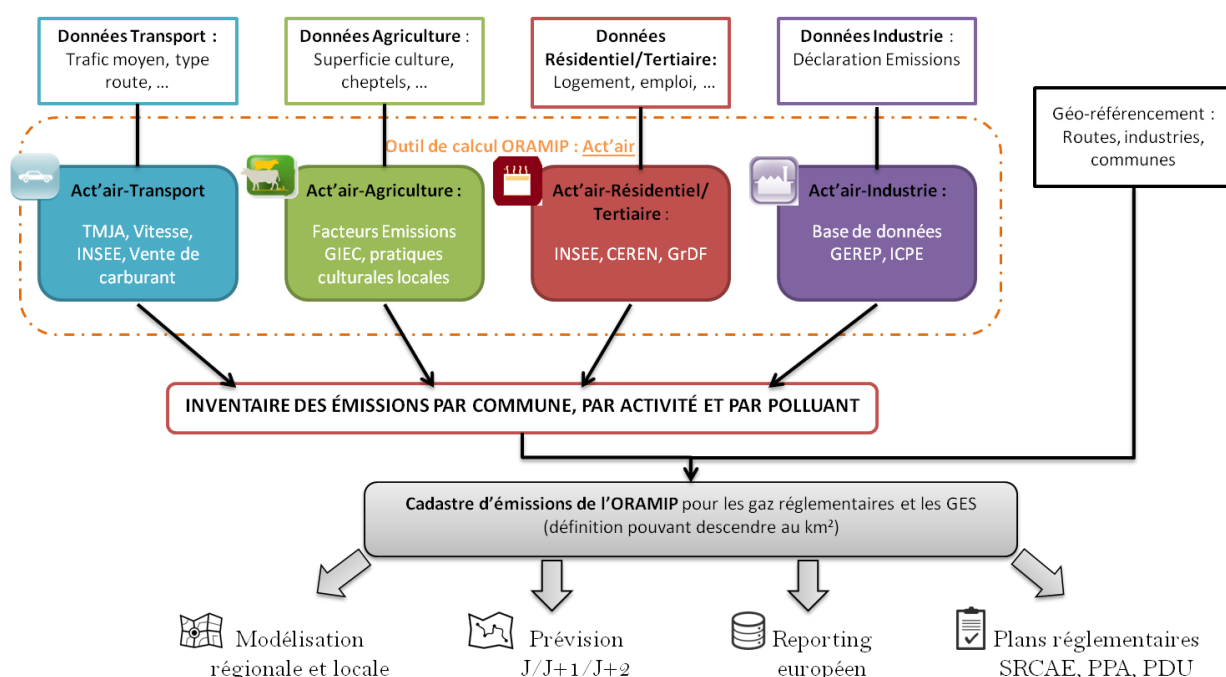 Données Transport :
Trafic moyen, type
route, ...
Données Agriculture :
Superficie culture,
cheptels, ...
Données
Résidentiel/Tertiaire:
Logement, emploi, ...
Données Industrie :
Déclaration Emissions
Géo-référencement :
Routes, industries,
communes
Outil de calcul ORAMIP : Act'air
Act'air-Transport
TMJA, Vitesse,
INSEE, Vente de
carburant
Act'air-Agriculture :
Facteurs Emissions
GIEC, pratiques
culturales locales
Act'air-Résidentiel/
Tertiaire :
INSEE, CEREN, GrDF
Act'air-Industrie :
Base de données
GEREP, ICPE
INVENTAIRE DES ÉMISSIONS PAR COMMUNE, PAR ACTIVITÉ ET PAR POLLUANT
Cadastre d'émissions de l'ORAMIP pour les gaz réglementaires et les GES
(définition pouvant descendre au km²)
Modélisation
régionale et locale
Prévision
J/J+1/J+2
Reporting
européen
Plans réglementaires
SRCAE, PPA, PDU